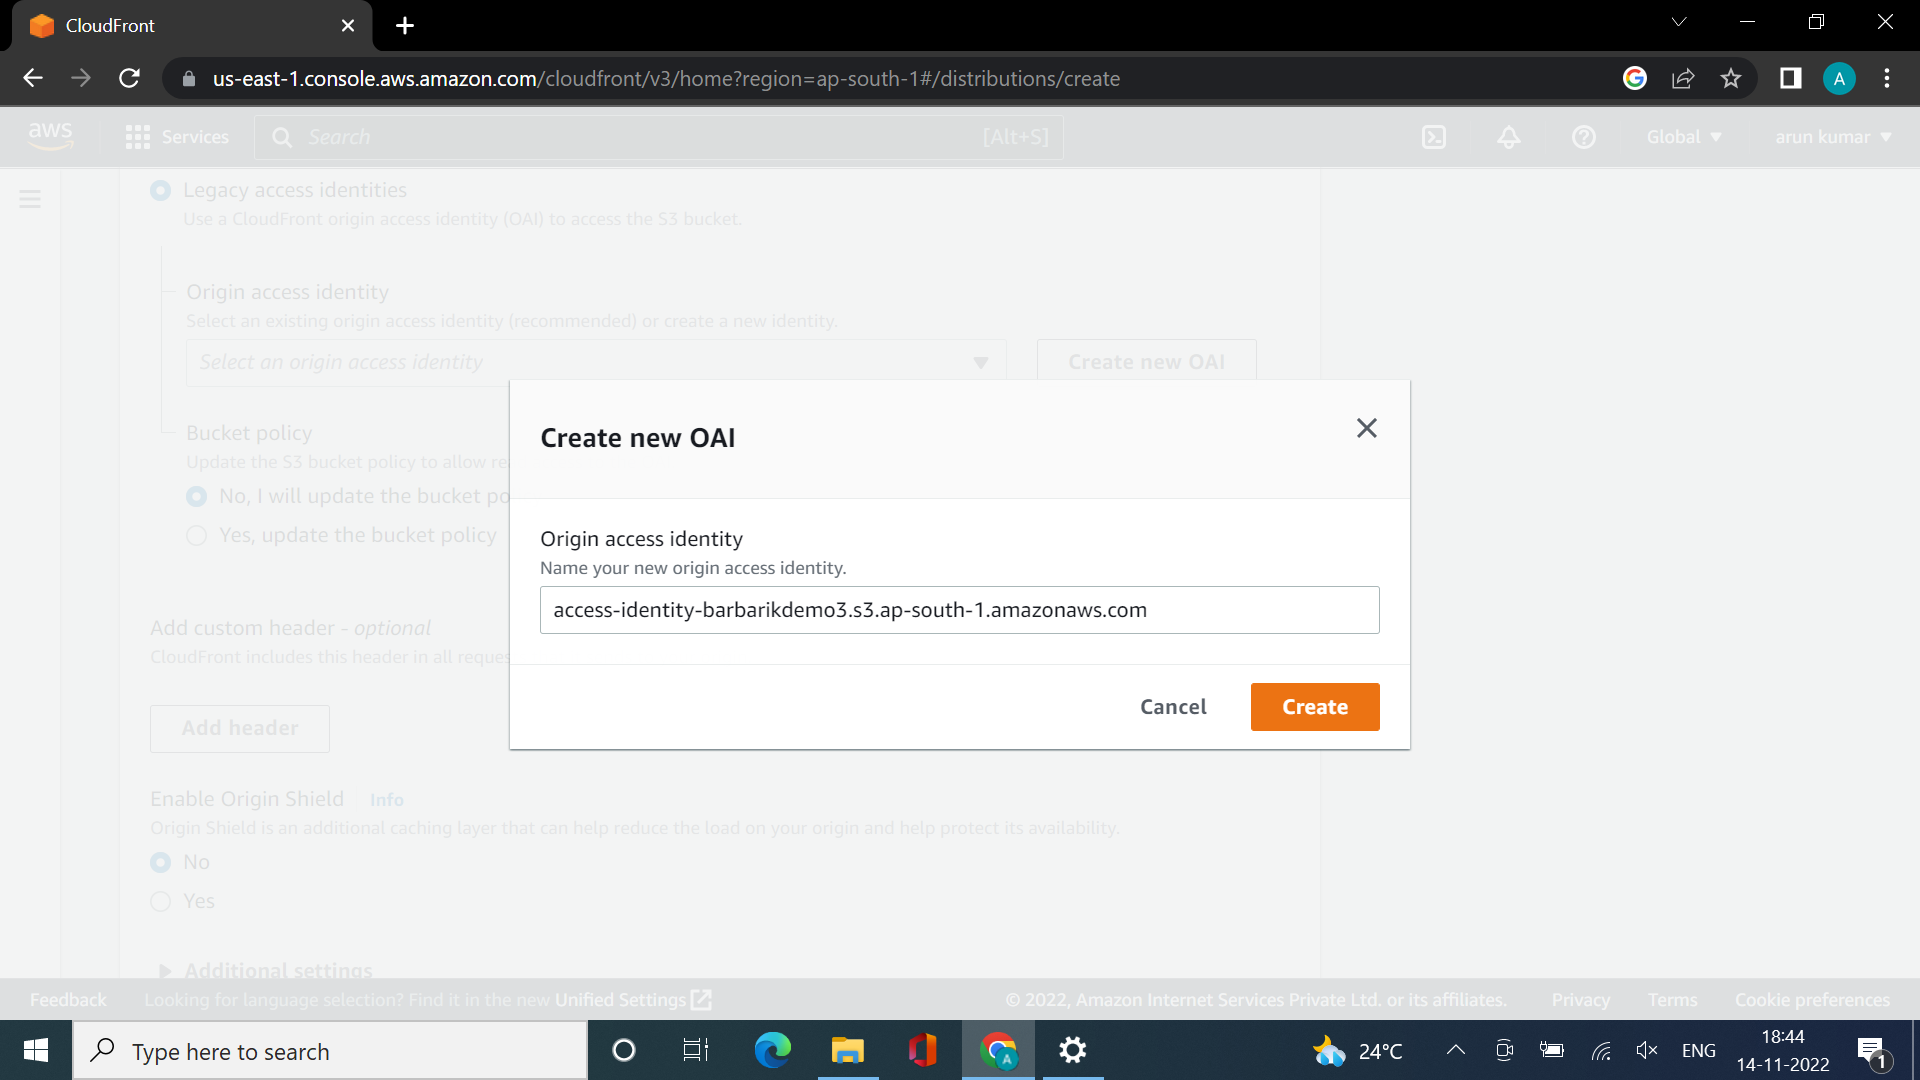 CloudFront
us-east-1.console.aws.amazon.com/cloudfront/v3/home?region=ap-south-1#/distributions/create
A
aws
Services
Search
[Alt+S]
Global
arun kumar
Legacy access identities
Use a CloudFront origin access identity (OAI) to access the S3 bucket.
Origin access identity
Select an existing origin access identity (recommended) or create a new identity.
Select an origin access identity
Create new OAI
Bucket policy
Update the S3 bucket policy to allow
No, I will update the bucket
Yes, update the bucket policy
Create new OAI
Origin access identity
Name your new origin access identity.
access-identity-barbarikdemo3.s3.ap-south-1.amazonaws.com
Cancel
Create
Add custom header - optional
CloudFront includes this header in all
Add header
Enable Origin Shield
Info
Origin Shield is an additional caching layer that can help reduce the load on your origin and help protect its availability.
No
Yes
Additional settings
Feedback
Looking for language selection? Find it in the new Unified Settings
© 2022, Amazon Internet Services Private Ltd. or its affiliates.
Privacy
Terms
Cookie preferences
Type here to search
A
24°C
ENG
18:44
14-11-2022
1